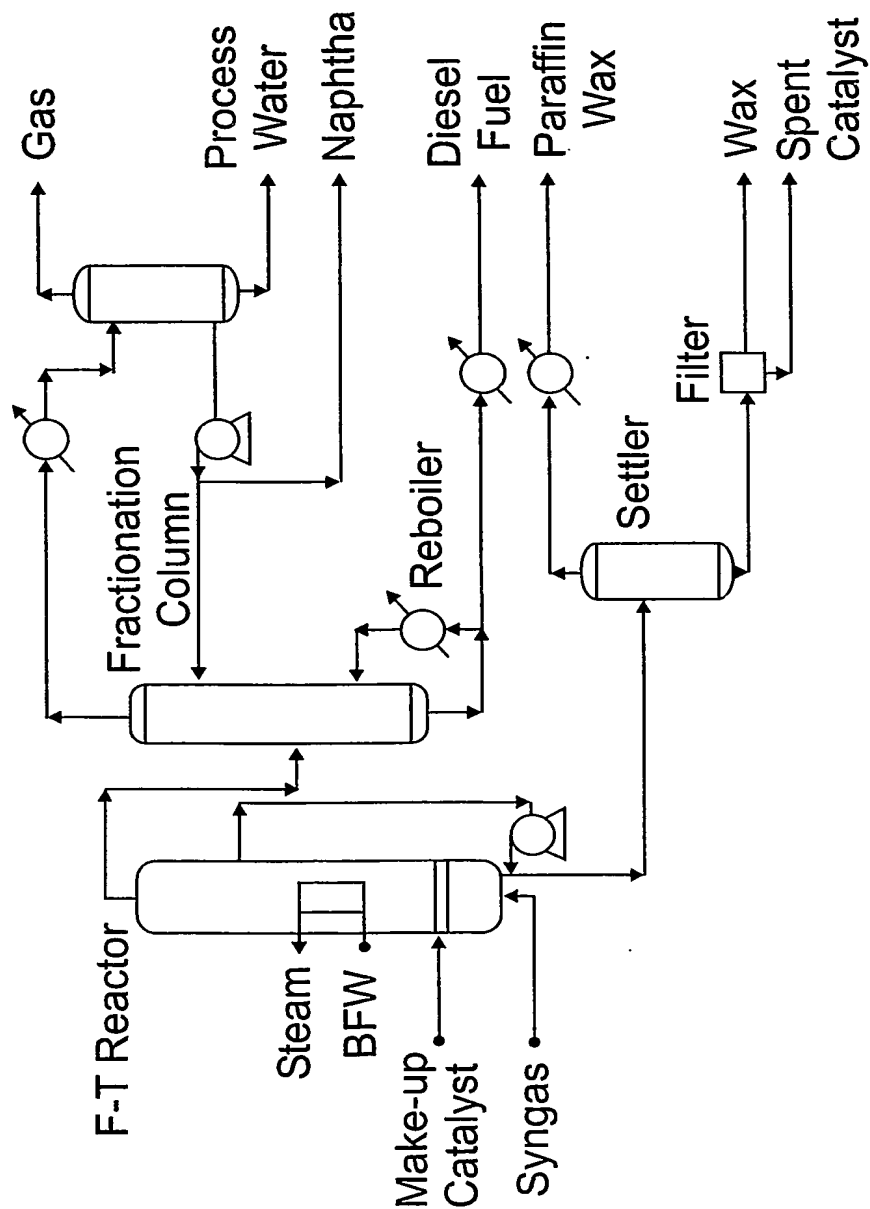 F-T Reactor
Steam
BFW
Make-up
Catalyst
Syngas
Fractionation
Column
Reboiler
Settler
Filter
Gas
Process
Water
Naphtha
Diesel
Fuel
Paraffin
Wax
Wax
Spent
Catalyst